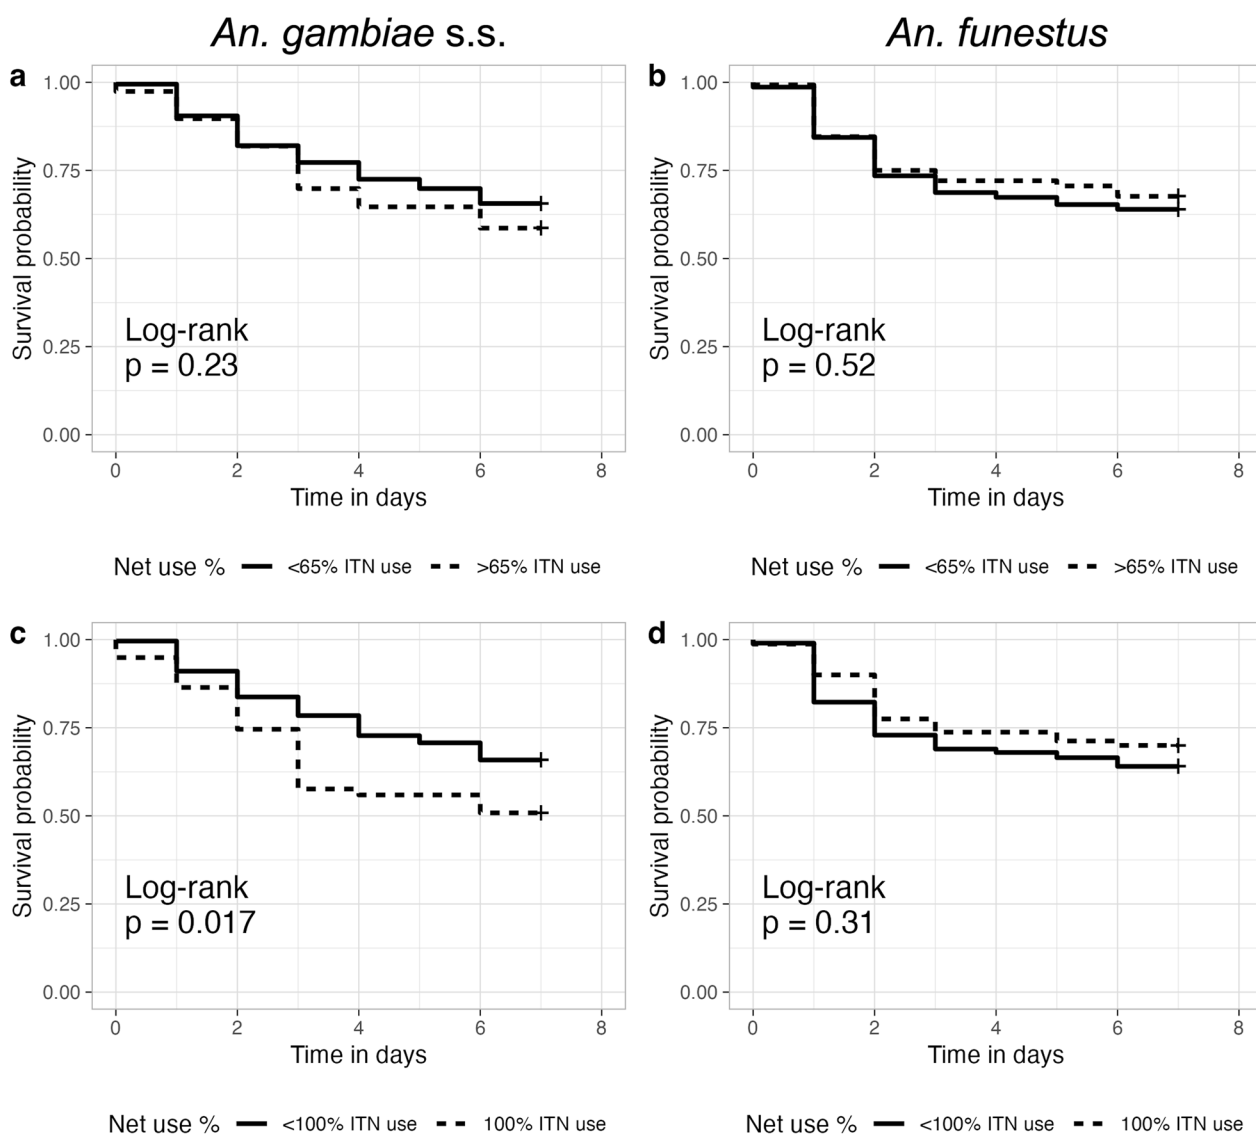 An. gambiae s.s.
An. funestus
a
1.00
0.75
0.50
0.25
0.00
Survival probability
Log-rank
p = 0.23
0 2 4 6 8
Time in days
Net use % <65% ITN use >65% ITN use
b
1.00
0.75
0.50
0.25
0.00
Survival probability
Log-rank
p = 0.52
0 2 4 6 8
Time in days
Net use % <65% ITN use >65% ITN use
c
1.00
0.75
0.50
0.25
0.00
Survival probability
Log-rank
p = 0.017
0 2 4 6 8
Time in days
Net use % <100% ITN use 100% ITN use
d
1.00
0.75
0.50
0.25
0.00
Survival probability
Log-rank
p = 0.31
0 2 4 6 8
Time in days
Net use % <100% ITN use 100% ITN use